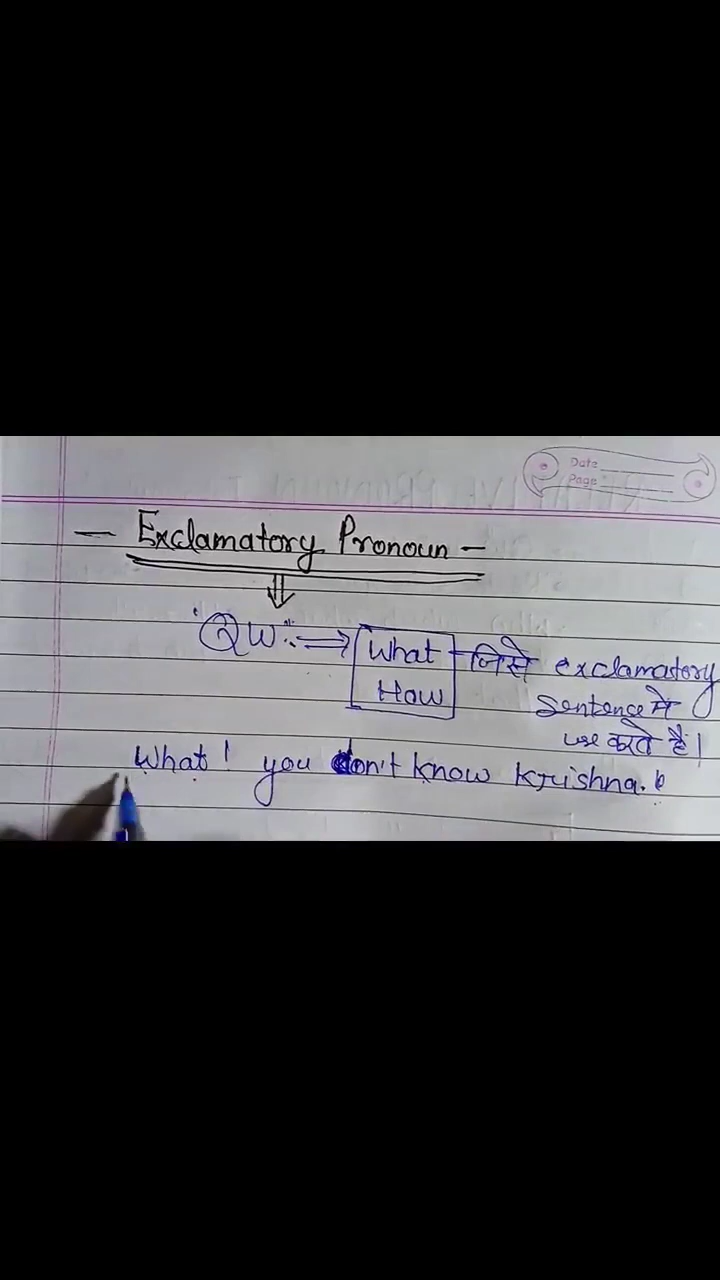 Date
Page
— Exclamatory Pronoun —
QW:⇒ What जिसे exclamatory
How sentence में
use करते हैं।
What! you don't know Krishna.